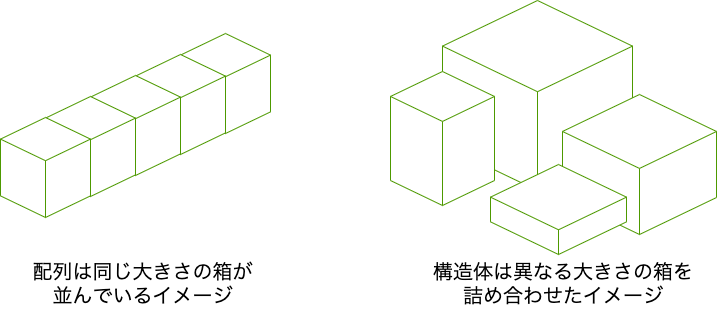 配列は同じ大きさの箱が
並んでいるイメージ
構造体は異なる大きさの箱を
詰め合わせたイメージ